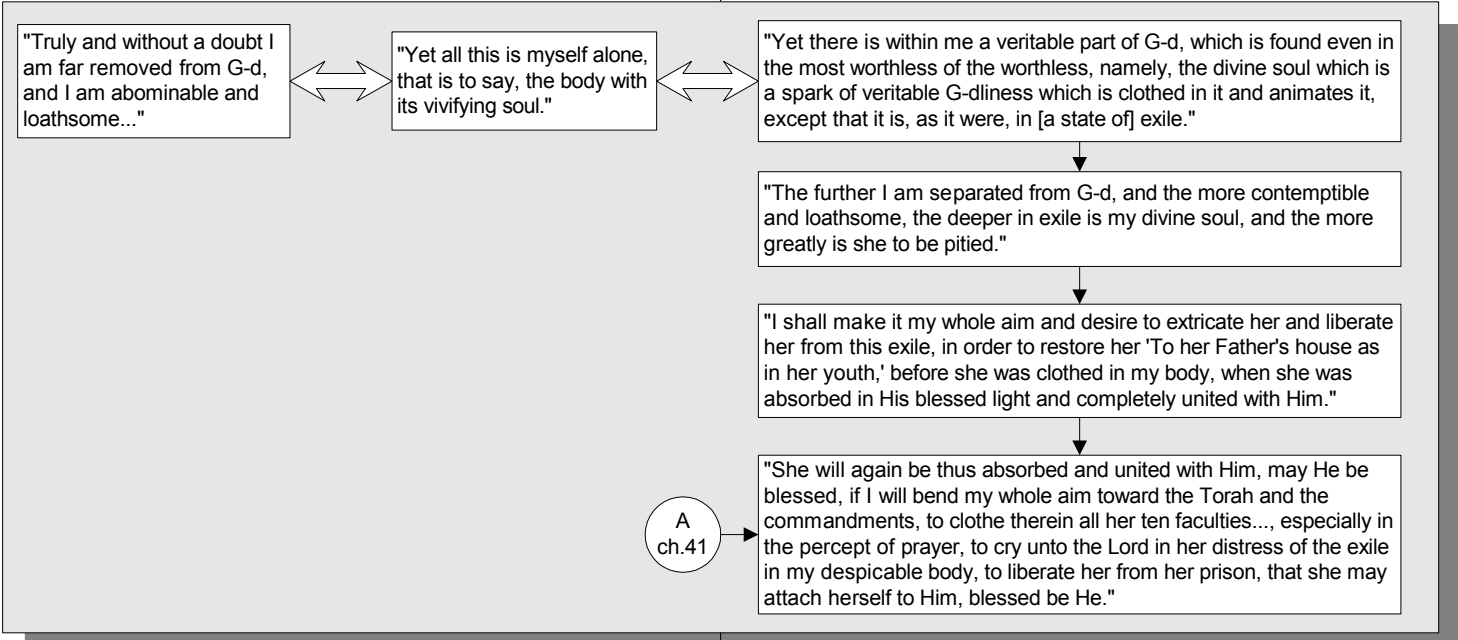 "Truly and without a doubt I
am far removed from G-d,
and I am abominable and
loathsome..."
"Yet all this is myself alone,
that is to say, the body with
its vivifying soul."
"Yet there is within me a veritable part of G-d, which is found even in
the most worthless of the worthless, namely, the divine soul which is
a spark of veritable G-dliness which is clothed in it and animates it,
except that it is, as it were, in [a state of] exile."
"The further I am separated from G-d, and the more contemptible
and loathsome, the deeper in exile is my divine soul, and the more
greatly is she to be pitied."
"I shall make it my whole aim and desire to extricate her and liberate
her from this exile, in order to restore her 'To her Father's house as
in her youth,' before she was clothed in my body, when she was
absorbed in His blessed light and completely united with Him."
A
ch.41
"She will again be thus absorbed and united with Him, may He be
blessed, if I will bend my whole aim toward the Torah and the
commandments, to clothe therein all her ten faculties..., especially in
the percept of prayer, to cry unto the Lord in her distress of the exile
in my despicable body, to liberate her from her prison, that she may
attach herself to Him, blessed be He."